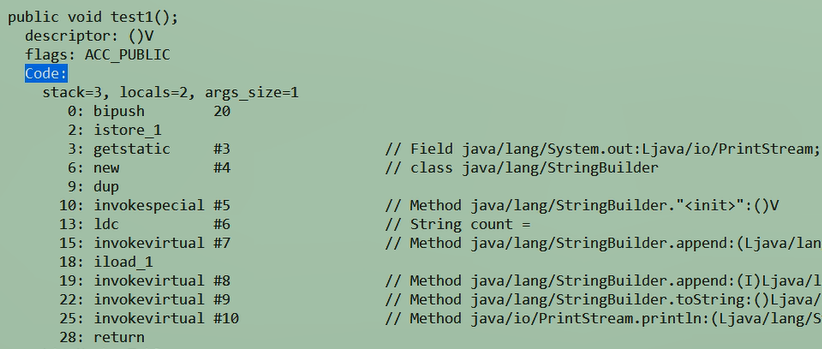 public void test1();
descriptor: ()V
flags: ACC_PUBLIC
Code:
stack=3, locals=2, args_size=1
0: bipush 20
2: istore_1
3: getstatic #3 // Field java/lang/System.out:Ljava/io/PrintStream;
6: new #4 // class java/lang/StringBuilder
9: dup
10: invokespecial #5 // Method java/lang/StringBuilder."<init>":()V
13: ldc #6 // String count =
15: invokevirtual #7 // Method java/lang/StringBuilder.append:(Ljava/lan
18: iload_1
19: invokevirtual #8 // Method java/lang/StringBuilder.append:(I)Ljava/l
22: invokevirtual #9 // Method java/lang/StringBuilder.toString:()Ljava/
25: invokevirtual #10 // Method java/io/PrintStream.println:(Ljava/lang/S
28: return